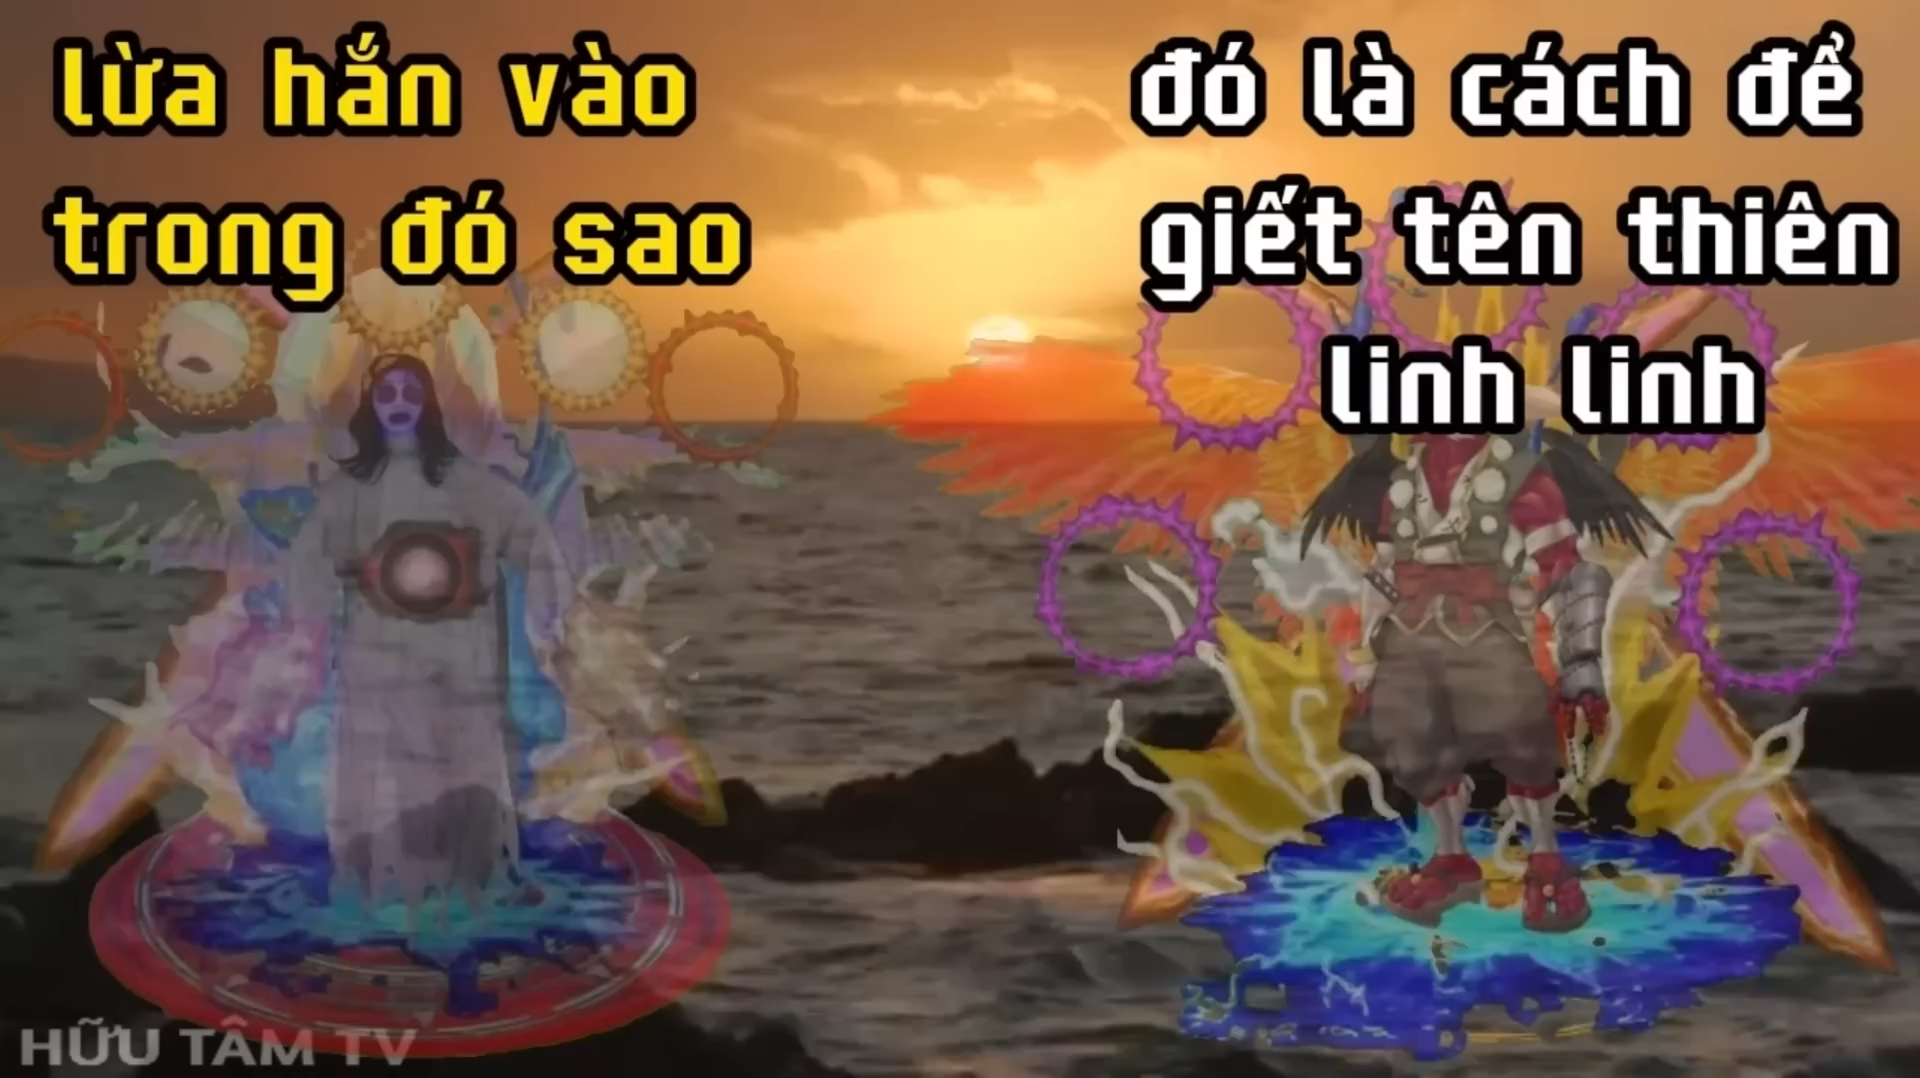 lừa hắn vào
trong đó sao
đó là cách để
giết tên thiên
linh linh
HỮU TÂM TV